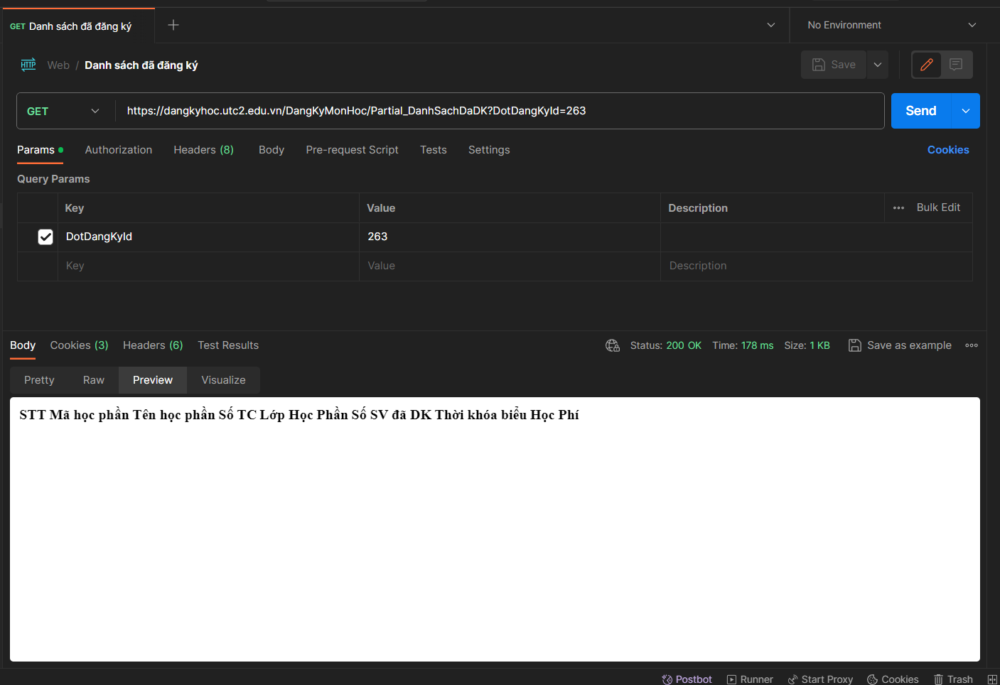 GET Danh sách đã đăng ký
No Environment
HTTP Web / Danh sách đã đăng ký
Save
GET https://dangkyhoc.utc2.edu.vn/DangKyMonHoc/Partial_DanhSachDaDK?DotDangKyId=263
Send
Params Authorization Headers (8) Body Pre-request Script Tests Settings Cookies
Query Params
Key Value Description Bulk Edit
DotDangKyId 263
Key Value Description
Body Cookies (3) Headers (6) Test Results Status: 200 OK Time: 178 ms Size: 1 KB Save as example
Pretty Raw Preview Visualize
STT Mã học phần Tên học phần Số TC Lớp Học Phần Số SV đã DK Thời khóa biểu Học Phí
Postbot Runner Start Proxy Cookies Trash